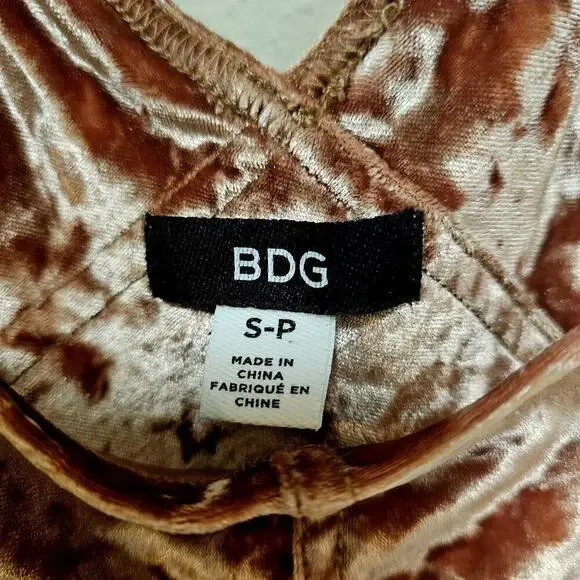 BDG
S-P
MADE IN
CHINA
FABRIQUÉ EN
CHINE